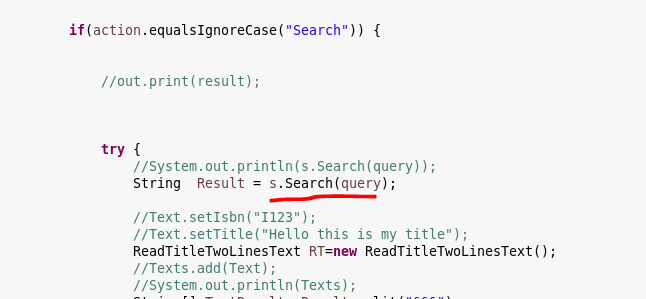 if(action.equalsIgnoreCase("Search")) {
//out.print(result);
try {
//System.out.println(s.Search(query));
String  Result = s.Search(query);
//Text.setIsbn("I123");
//Text.setTitle("Hello this is my title");
ReadTitleTwoLinesText RT=new ReadTitleTwoLinesText();
//Texts.add(Text);
//System.out.println(Texts);